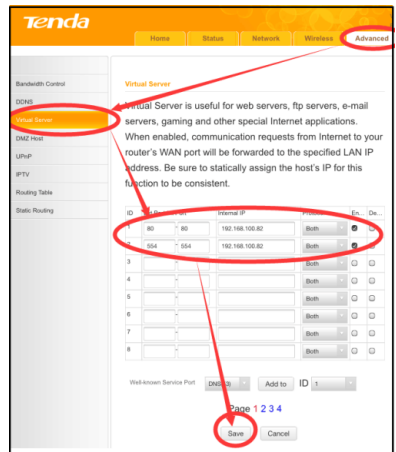 Tenda
Home Status Network Wireless Advanced
Bandwidth Control
DDNS
Virtual Server
DMZ Host
UPnP
IPTV
Routing Table
Static Routing
Virtual Server
Virtual Server is useful for web servers, ftp servers, e-mail
servers, gaming and other special Internet applications.
When enabled, communication requests from Internet to your
router's WAN port will be forwarded to the specified LAN IP
address. Be sure to statically assign the host's IP for this
function to be consistent.
ID Internal IP En... De...
1 80 - 80 192.168.100.82 Both
2 554 - 554 192.168.100.82 Both
3 - Both
4 - Both
5 - Both
6 - Both
7 - Both
8 - Both
Well-known Service Port Add to ID 1
Page 1 2 3 4
Save Cancel